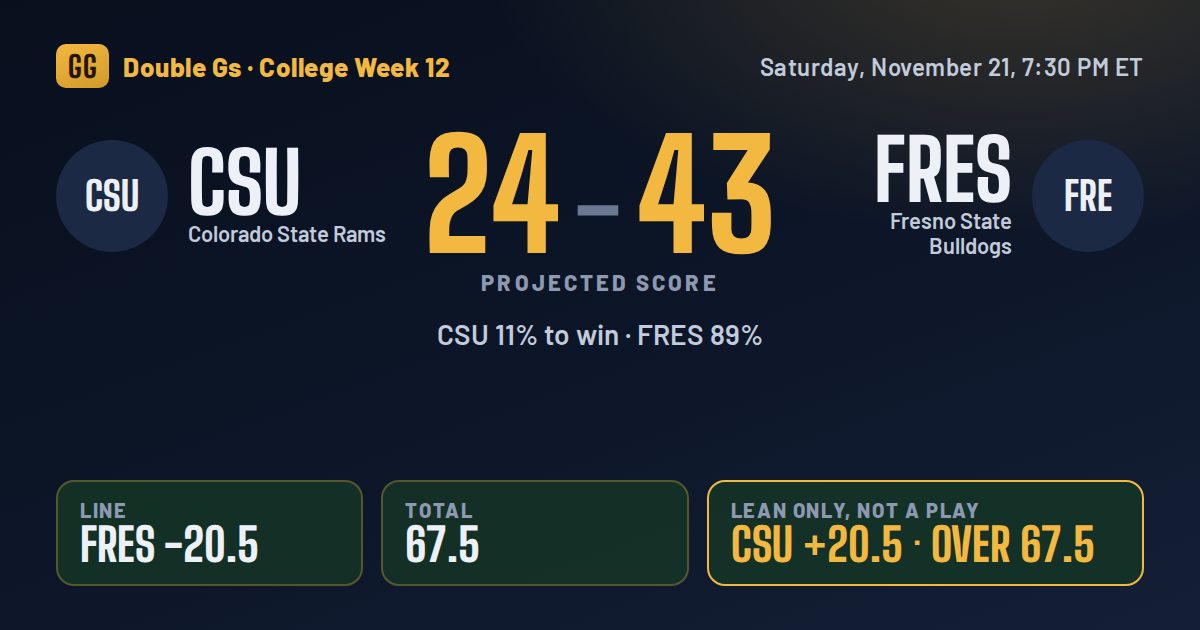 GG Double Gs · College Week 12
Saturday, November 21, 7:30 PM ET
CSU
CSU
Colorado State Rams
24 – 43
PROJECTED SCORE
CSU 11% to win · FRES 89%
FRES
Fresno State
Bulldogs
FRE
LINE
FRES −20.5
TOTAL
67.5
LEAN ONLY, NOT A PLAY
CSU +20.5 · OVER 67.5